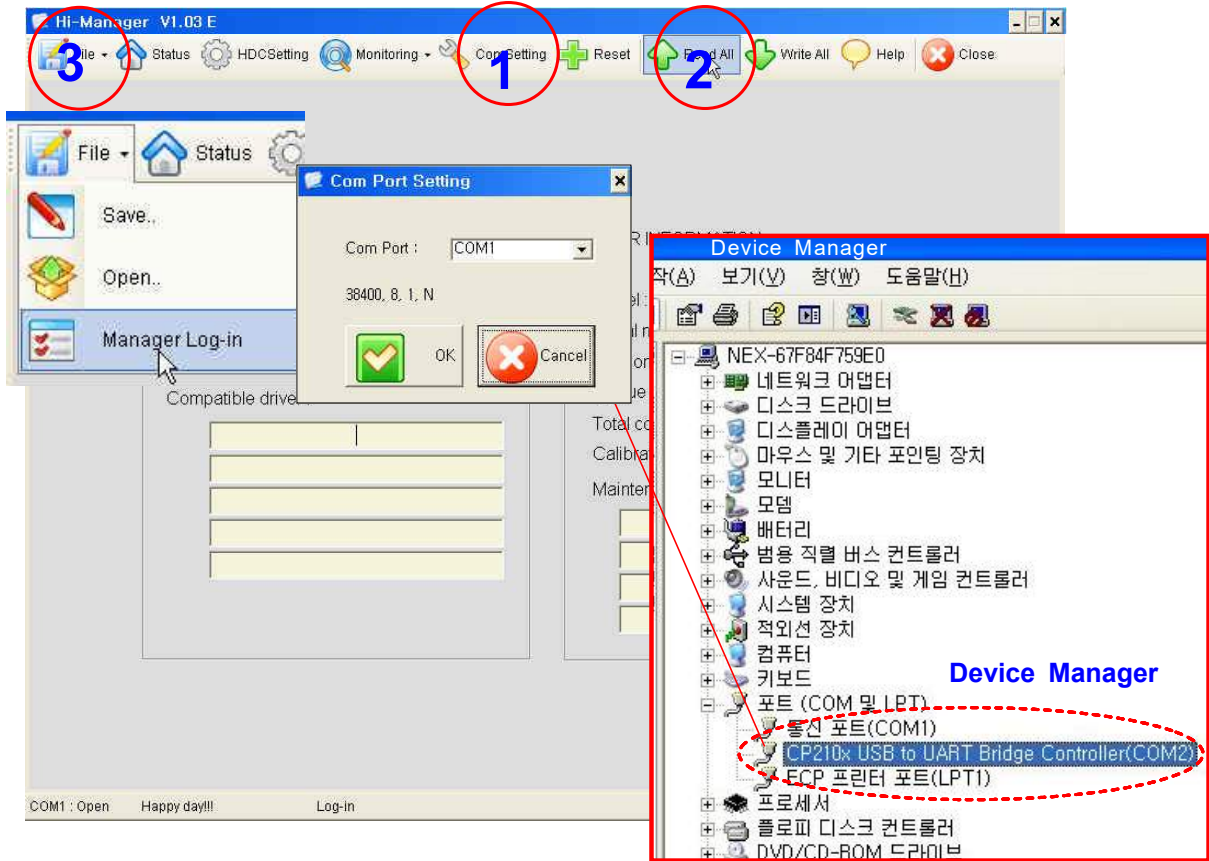 Hi-Manager V1.03 E
File Status HDCSetting Monitoring Com Setting Reset Read All Write All Help Close
3 1 2
File Status
Save..
Open..
Manager Log-in
Com Port Setting
Com Port : COM1
38400, 8, 1, N
OK Cancel
Compatible drive
Total co
Calibra
Mainten
COM1 : Open Happy day!!! Log-in
Device Manager
작(A) 보기(V) 창(W) 도움말(H)
NEX-67F84F759E0
네트워크 어댑터
디스크 드라이브
디스플레이 어댑터
마우스 및 기타 포인팅 장치
모니터
모뎀
배터리
범용 직렬 버스 컨트롤러
사운드, 비디오 및 게임 컨트롤러
시스템 장치
적외선 장치
컴퓨터
키보드
Device Manager
포트 (COM 및 LPT)
통신 포트(COM1)
CP210x USB to UART Bridge Controller(COM2)
ECP 프린터 포트(LPT1)
프로세서
플로피 디스크 컨트롤러
DVD/CD-ROM 드라이브